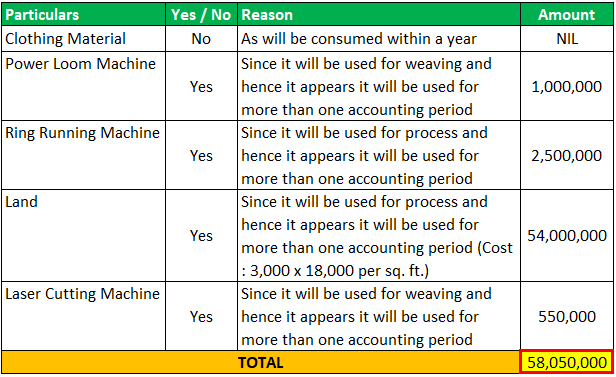 Particulars Yes / No Reason Amount
Clothing Material No As will be consumed within a year NIL
Power Loom Machine Yes Since it will be used for weaving and
hence it appears it will be used for
more than one accounting period 1,000,000
Ring Running Machine Yes Since it will be used for process and
hence it appears it will be used for
more than one accounting period 2,500,000
Land Yes Since it will be used for process and
hence it appears it will be used for
more than one accounting period (Cost
: 3,000 x 18,000 per sq. ft.) 54,000,000
Laser Cutting Machine Yes Since it will be used for weaving and
hence it appears it will be used for
more than one accounting period 550,000
TOTAL 58,050,000